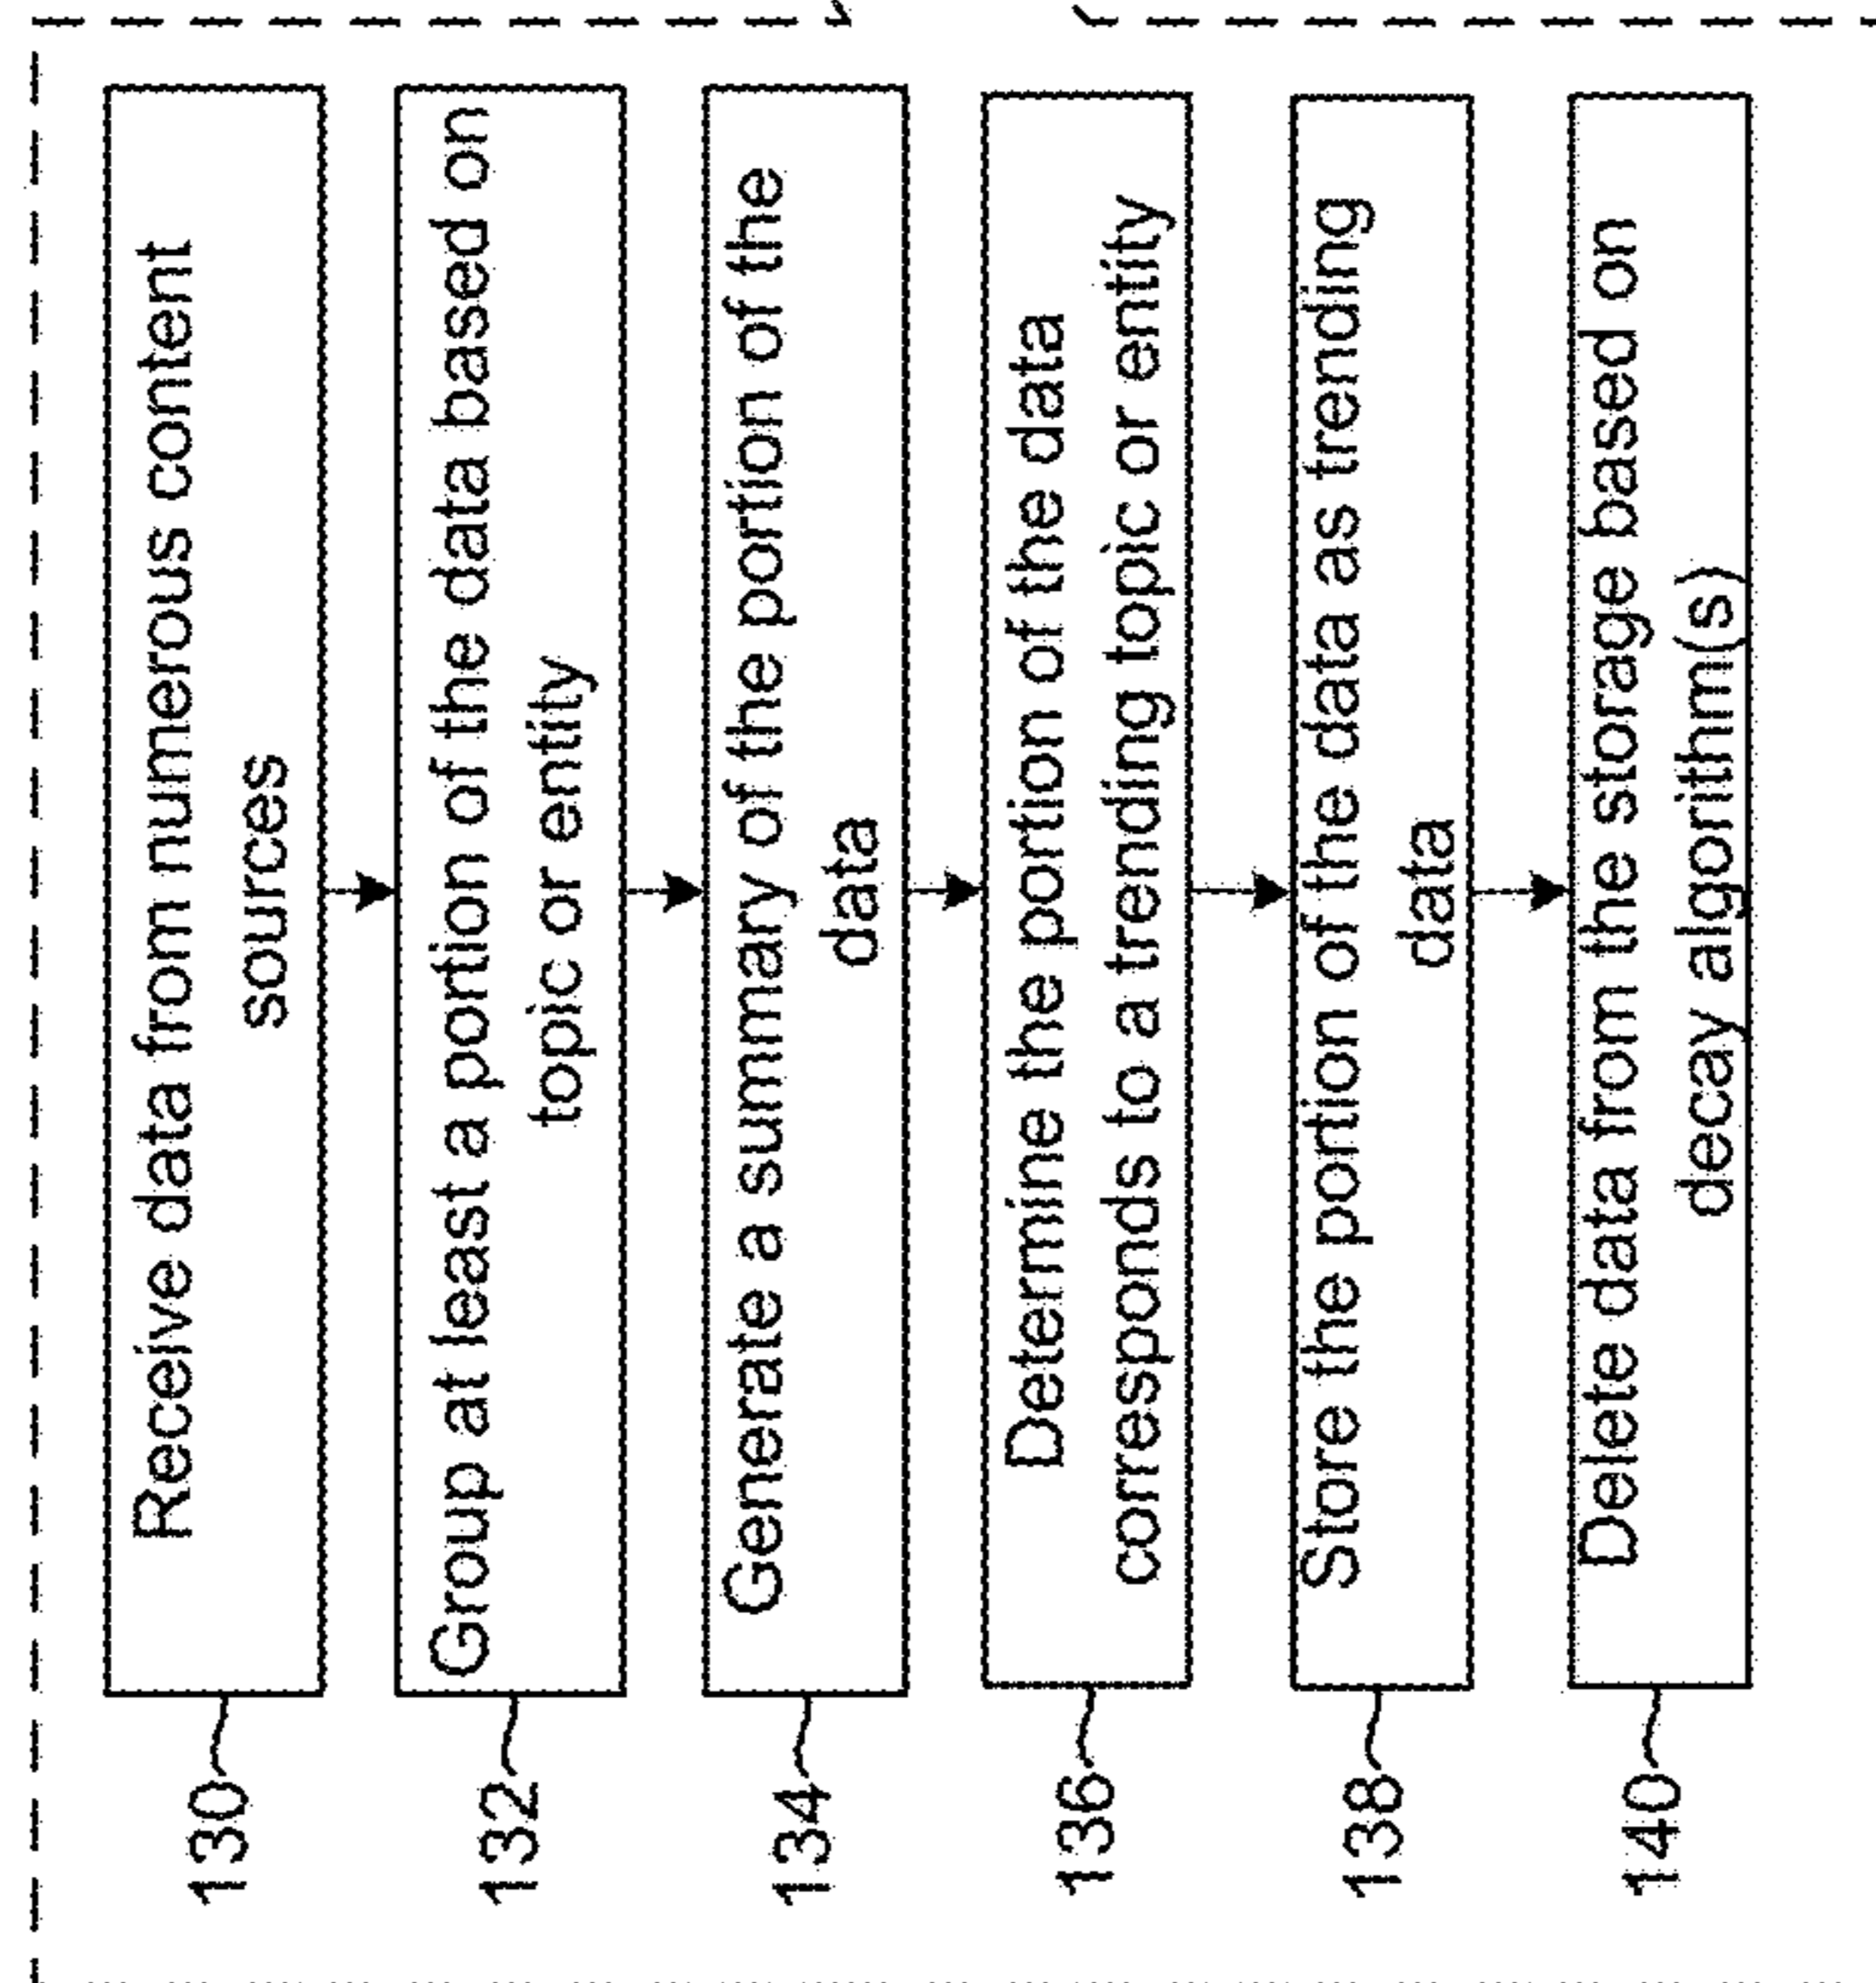 130
Receive data from numerous content
sources
132
Group at least a portion of the data based on
topic or entity
134
Generate a summary of the portion of the
data
136
Determine the portion of the data
corresponds to a trending topic or entity
138
Store the portion of the data as trending
data
140
Delete data from the storage based on
decay algorithm(s)